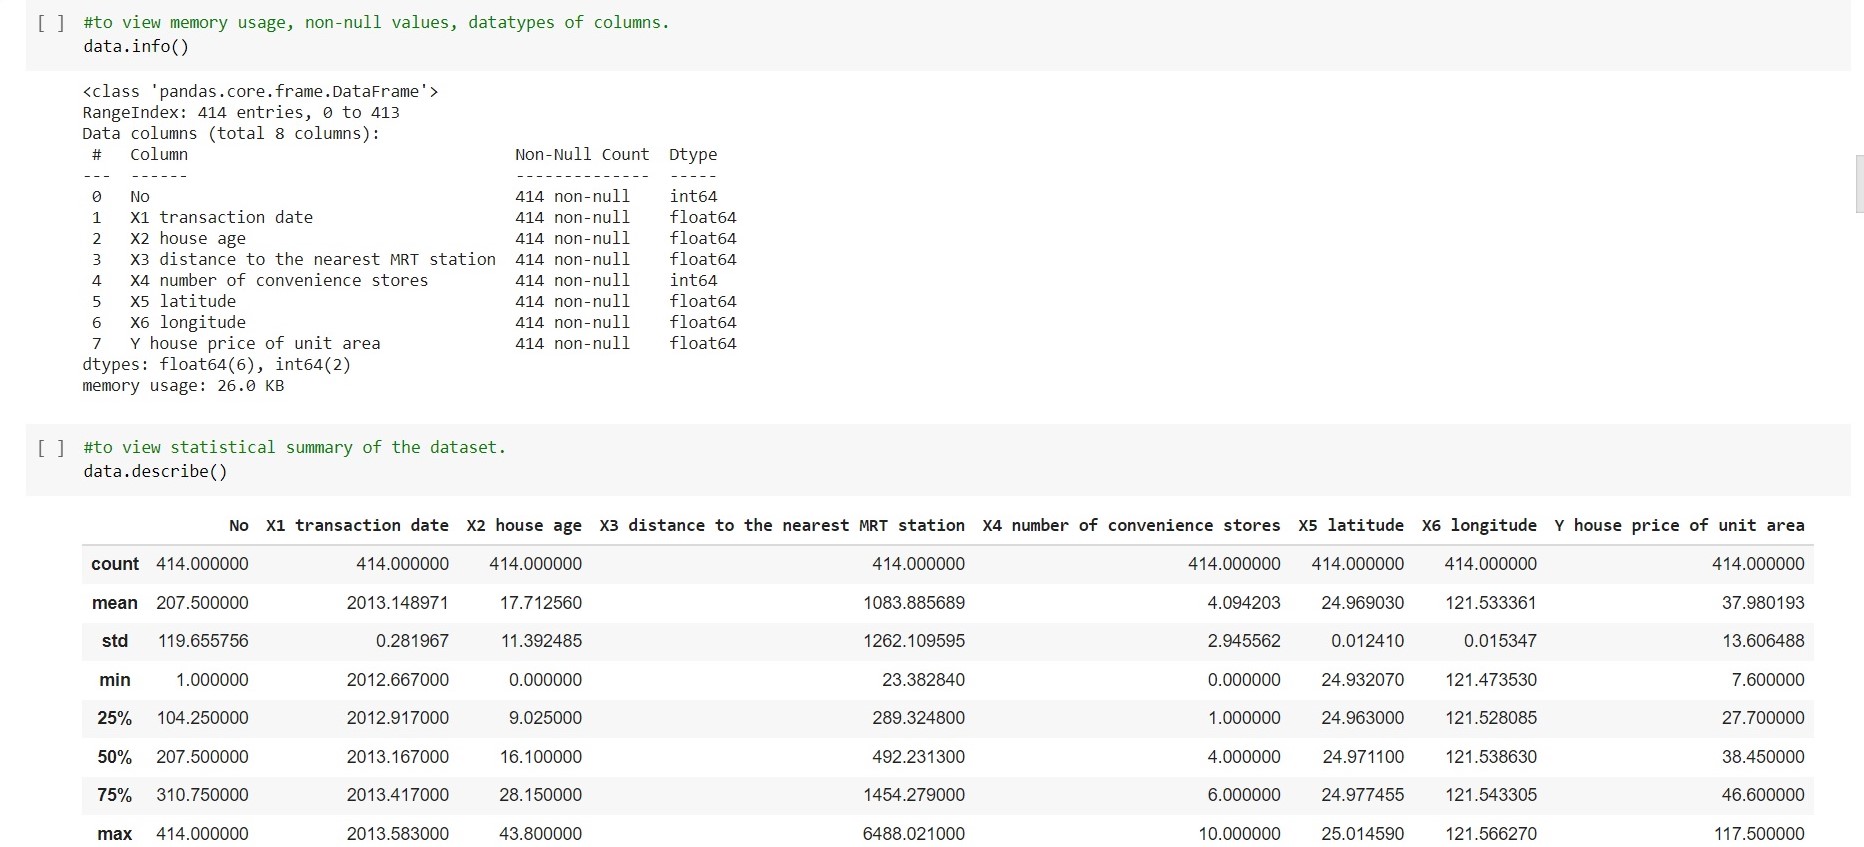 [ ] #to view memory usage, non-null values, datatypes of columns.
data.info()
<class 'pandas.core.frame.DataFrame'>
RangeIndex: 414 entries, 0 to 413
Data columns (total 8 columns):
 #   Column                                  Non-Null Count  Dtype
---  ------                                  --------------  -----
 0   No                                      414 non-null    int64
 1   X1 transaction date                     414 non-null    float64
 2   X2 house age                            414 non-null    float64
 3   X3 distance to the nearest MRT station  414 non-null    float64
 4   X4 number of convenience stores         414 non-null    int64
 5   X5 latitude                             414 non-null    float64
 6   X6 longitude                            414 non-null    float64
 7   Y house price of unit area              414 non-null    float64
dtypes: float64(6), int64(2)
memory usage: 26.0 KB
[ ] #to view statistical summary of the dataset.
data.describe()
No X1 transaction date X2 house age X3 distance to the nearest MRT station X4 number of convenience stores X5 latitude X6 longitude Y house price of unit area
count 414.000000 414.000000 414.000000 414.000000 414.000000 414.000000 414.000000 414.000000
mean 207.500000 2013.148971 17.712560 1083.885689 4.094203 24.969030 121.533361 37.980193
std 119.655756 0.281967 11.392485 1262.109595 2.945562 0.012410 0.015347 13.606488
min 1.000000 2012.667000 0.000000 23.382840 0.000000 24.932070 121.473530 7.600000
25% 104.250000 2012.917000 9.025000 289.324800 1.000000 24.963000 121.528085 27.700000
50% 207.500000 2013.167000 16.100000 492.231300 4.000000 24.971100 121.538630 38.450000
75% 310.750000 2013.417000 28.150000 1454.279000 6.000000 24.977455 121.543305 46.600000
max 414.000000 2013.583000 43.800000 6488.021000 10.000000 25.014590 121.566270 117.500000